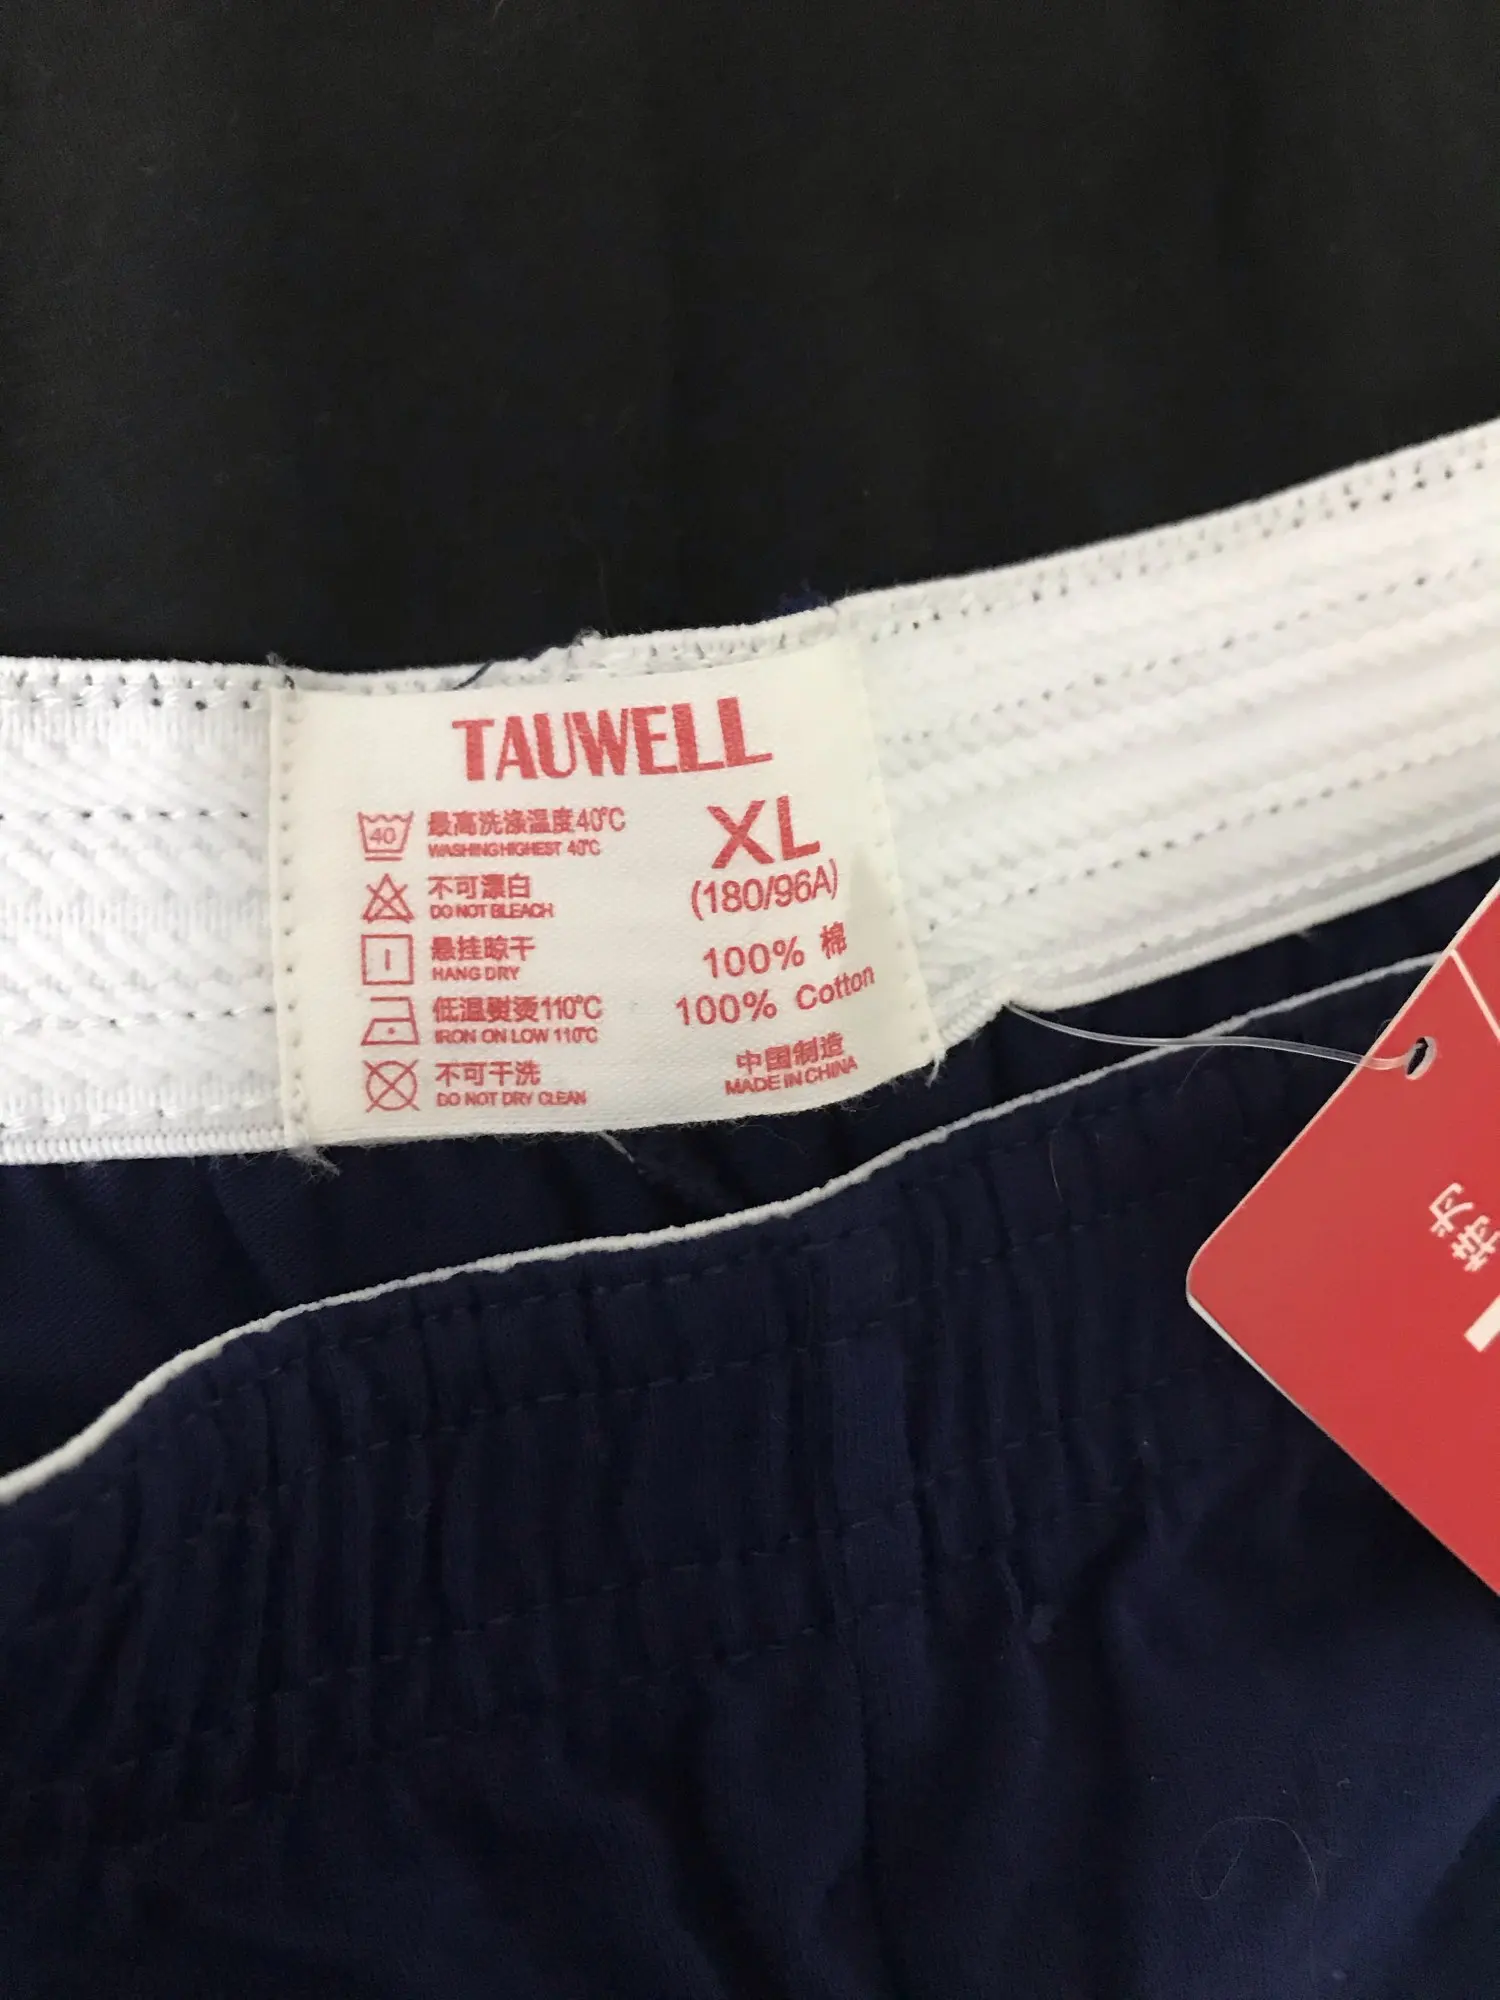 TAUWELL
40
最高洗涤温度40℃
WASHING HIGHEST 40℃
不可漂白
DO NOT BLEACH
悬挂晾干
HANG DRY
低温熨烫110℃
IRON ON LOW 110℃
不可干洗
DO NOT DRY CLEAN
XL
(180/96A)
100% 棉
100% Cotton
中国制造
MADE IN CHINA